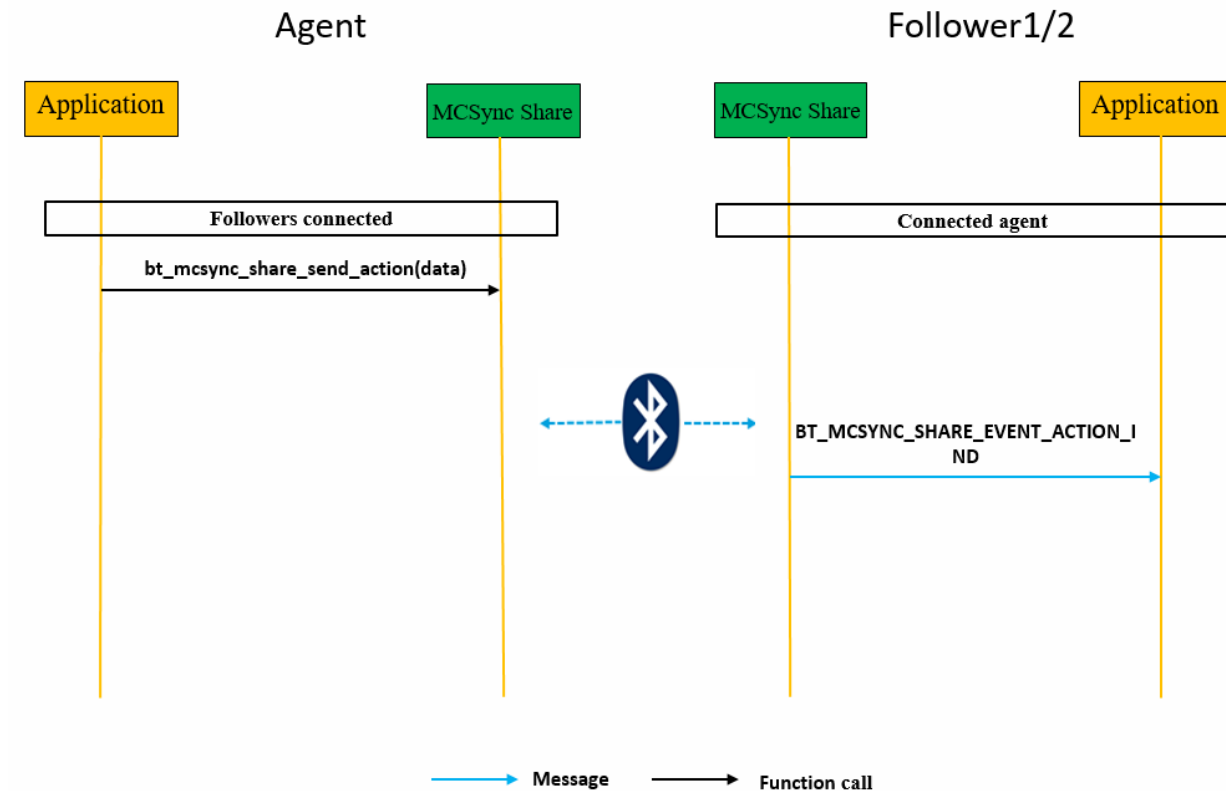 Agent
Follower1/2
Application
MCSync Share
MCSync Share
Application
Followers connected
Connected agent
bt_mcsync_share_send_action(data)
BT_MCSYNC_SHARE_EVENT_ACTION_I
ND
Message
Function call